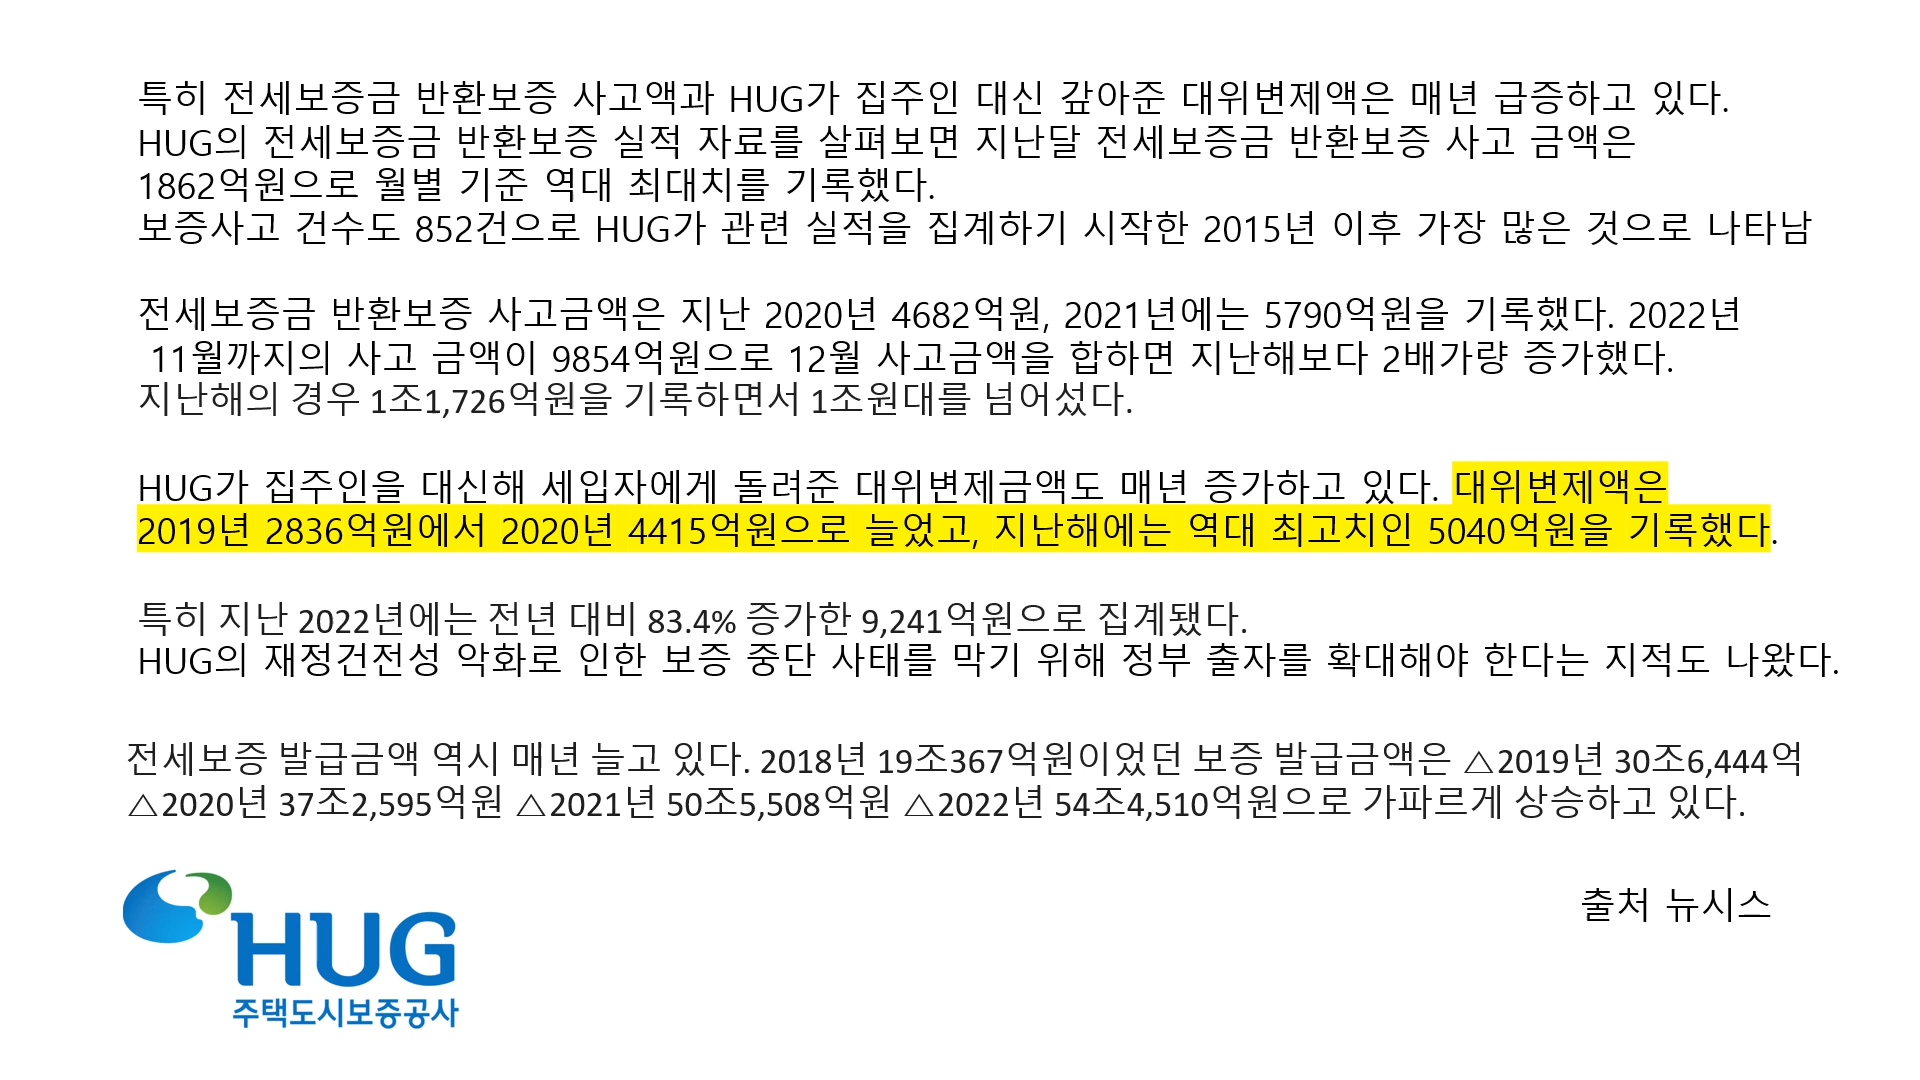 특히 전세보증금 반환보증 사고액과 HUG가 집주인 대신 갚아준 대위변제액은 매년 급증하고 있다.
HUG의 전세보증금 반환보증 실적 자료를 살펴보면 지난달 전세보증금 반환보증 사고 금액은
1862억원으로 월별 기준 역대 최대치를 기록했다.
보증사고 건수도 852건으로 HUG가 관련 실적을 집계하기 시작한 2015년 이후 가장 많은 것으로 나타남
전세보증금 반환보증 사고금액은 지난 2020년 4682억원, 2021년에는 5790억원을 기록했다. 2022년
11월까지의 사고 금액이 9854억원으로 12월 사고금액을 합하면 지난해보다 2배가량 증가했다.
지난해의 경우 1조1,726억원을 기록하면서 1조원대를 넘어섰다.
HUG가 집주인을 대신해 세입자에게 돌려준 대위변제금액도 매년 증가하고 있다. 대위변제액은
2019년 2836억원에서 2020년 4415억원으로 늘었고, 지난해에는 역대 최고치인 5040억원을 기록했다.
특히 지난 2022년에는 전년 대비 83.4% 증가한 9,241억원으로 집계됐다.
HUG의 재정건전성 악화로 인한 보증 중단 사태를 막기 위해 정부 출자를 확대해야 한다는 지적도 나왔다.
전세보증 발급금액 역시 매년 늘고 있다. 2018년 19조367억원이었던 보증 발급금액은 △2019년 30조6,444억
△2020년 37조2,595억원 △2021년 50조5,508억원 △2022년 54조4,510억원으로 가파르게 상승하고 있다.
출처 뉴시스
HUG
주택도시보증공사